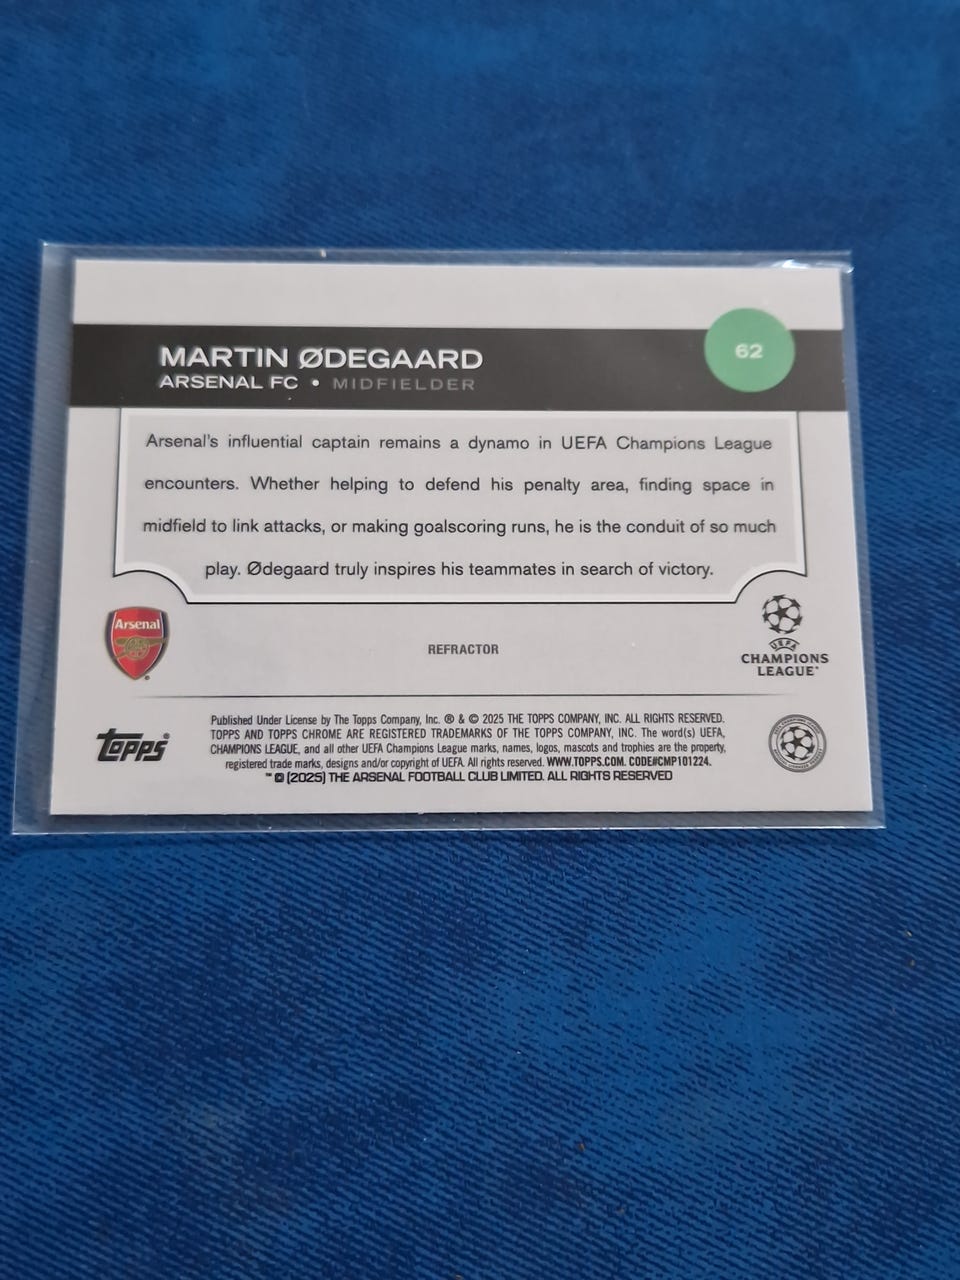 MARTIN ØDEGAARD
62
ARSENAL FC • MIDFIELDER
Arsenal's influential captain remains a dynamo in UEFA Champions League
encounters. Whether helping to defend his penalty area, finding space in
midfield to link attacks, or making goalscoring runs, he is the conduit of so much
play. Ødegaard truly inspires his teammates in search of victory.
Arsenal
REFRACTOR
UEFA
CHAMPIONS
LEAGUE
topps
Published Under License by The Topps Company, Inc. ® & © 2025 THE TOPPS COMPANY, INC. ALL RIGHTS RESERVED.
TOPPS AND TOPPS CHROME ARE REGISTERED TRADEMARKS OF THE TOPPS COMPANY, INC. The word(s) UEFA,
CHAMPIONS LEAGUE, and all other UEFA Champions League marks, names, logos, mascots and trophies are the property,
registered trade marks, designs and/or copyright of UEFA. All rights reserved. WWW.TOPPS.COM. CODE#CMP101224.
™ © (2025) THE ARSENAL FOOTBALL CLUB LIMITED. ALL RIGHTS RESERVED